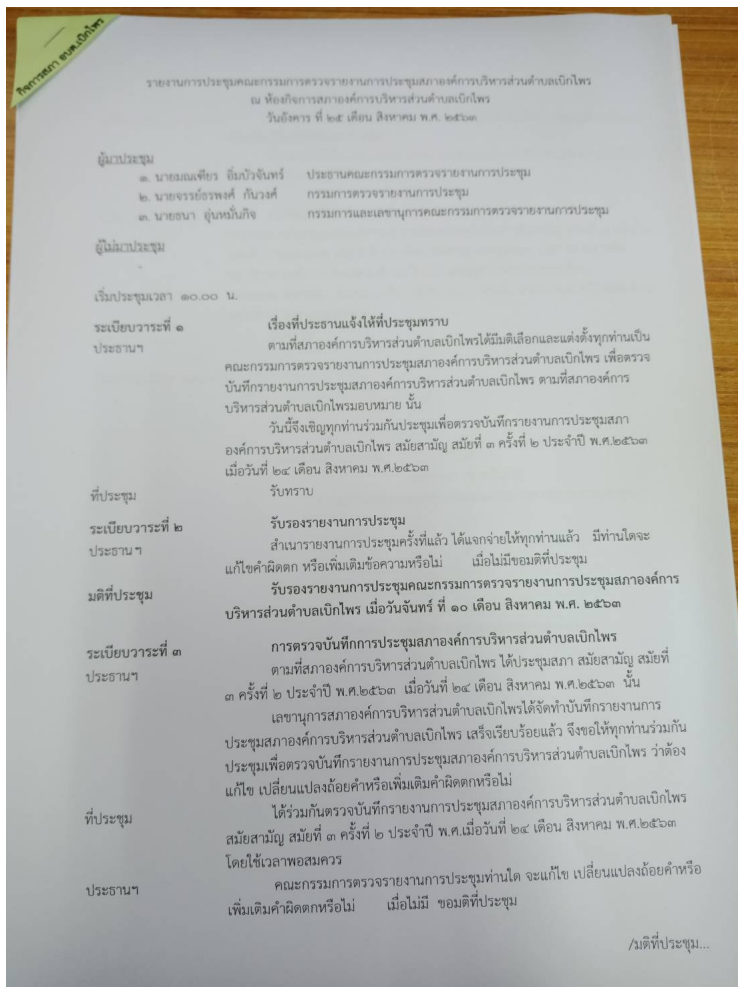 กิจการสภา อบต.เบิกไพร
รายงานการประชุมคณะกรรมการตรวจรายงานการประชุมสภาองค์การบริหารส่วนตำบลเบิกไพร
ณ ห้องกิจการสภาองค์การบริหารส่วนตำบลเบิกไพร
วันอังคาร ที่ ๒๕ เดือน สิงหาคม พ.ศ. ๒๕๖๓
ผู้มาประชุม
๑. นายมณเฑียร อิ่มบัวจันทร์ ประธานคณะกรรมการตรวจรายงานการประชุม
๒. นายจรรย์ธรพงศ์ กันวงศ์ กรรมการตรวจรายงานการประชุม
๓. นายธนา อุ่นหมั่นกิจ กรรมการและเลขานุการคณะกรรมการตรวจรายงานการประชุม
ผู้ไม่มาประชุม
-
เริ่มประชุมเวลา ๑๐.๐๐ น.
ระเบียบวาระที่ ๑ เรื่องที่ประธานแจ้งให้ที่ประชุมทราบ
ประธานฯ ตามที่สภาองค์การบริหารส่วนตำบลเบิกไพรได้มีมติเลือกและแต่งตั้งทุกท่านเป็น
คณะกรรมการตรวจรายงานการประชุมสภาองค์การบริหารส่วนตำบลเบิกไพร เพื่อตรวจ
บันทึกรายงานการประชุมสภาองค์การบริหารส่วนตำบลเบิกไพร ตามที่สภาองค์การ
บริหารส่วนตำบลเบิกไพรมอบหมาย นั้น
วันนี้จึงเชิญทุกท่านร่วมกันประชุมเพื่อตรวจบันทึกรายงานการประชุมสภา
องค์การบริหารส่วนตำบลเบิกไพร สมัยสามัญ สมัยที่ ๓ ครั้งที่ ๒ ประจำปี พ.ศ.๒๕๖๓
เมื่อวันที่ ๒๔ เดือน สิงหาคม พ.ศ.๒๕๖๓
ที่ประชุม รับทราบ
ระเบียบวาระที่ ๒ รับรองรายงานการประชุม
ประธานฯ สำเนารายงานการประชุมครั้งที่แล้ว ได้แจกจ่ายให้ทุกท่านแล้ว มีท่านใดจะ
แก้ไขคำผิดตก หรือเพิ่มเติมข้อความหรือไม่ เมื่อไม่มีขอมติที่ประชุม
มติที่ประชุม รับรองรายงานการประชุมคณะกรรมการตรวจรายงานการประชุมสภาองค์การ
บริหารส่วนตำบลเบิกไพร เมื่อวันจันทร์ ที่ ๑๐ เดือน สิงหาคม พ.ศ. ๒๕๖๓
ระเบียบวาระที่ ๓ การตรวจบันทึกการประชุมสภาองค์การบริหารส่วนตำบลเบิกไพร
ประธานฯ ตามที่สภาองค์การบริหารส่วนตำบลเบิกไพร ได้ประชุมสภา สมัยสามัญ สมัยที่
๓ ครั้งที่ ๒ ประจำปี พ.ศ.๒๕๖๓ เมื่อวันที่ ๒๔ เดือน สิงหาคม พ.ศ.๒๕๖๓ นั้น
เลขานุการสภาองค์การบริหารส่วนตำบลเบิกไพรได้จัดทำบันทึกรายงานการ
ประชุมสภาองค์การบริหารส่วนตำบลเบิกไพร เสร็จเรียบร้อยแล้ว จึงขอให้ทุกท่านร่วมกัน
ประชุมเพื่อตรวจบันทึกรายงานการประชุมสภาองค์การบริหารส่วนตำบลเบิกไพร ว่าต้อง
แก้ไข เปลี่ยนแปลงถ้อยคำหรือเพิ่มเติมคำผิดตกหรือไม่
ที่ประชุม ได้ร่วมกันตรวจบันทึกรายงานการประชุมสภาองค์การบริหารส่วนตำบลเบิกไพร
สมัยสามัญ สมัยที่ ๓ ครั้งที่ ๒ ประจำปี พ.ศ.เมื่อวันที่ ๒๔ เดือน สิงหาคม พ.ศ.๒๕๖๓
โดยใช้เวลาพอสมควร
ประธานฯ คณะกรรมการตรวจรายงานการประชุมท่านใด จะแก้ไข เปลี่ยนแปลงถ้อยคำหรือ
เพิ่มเติมคำผิดตกหรือไม่ เมื่อไม่มี ขอมติที่ประชุม
/มติที่ประชุม...